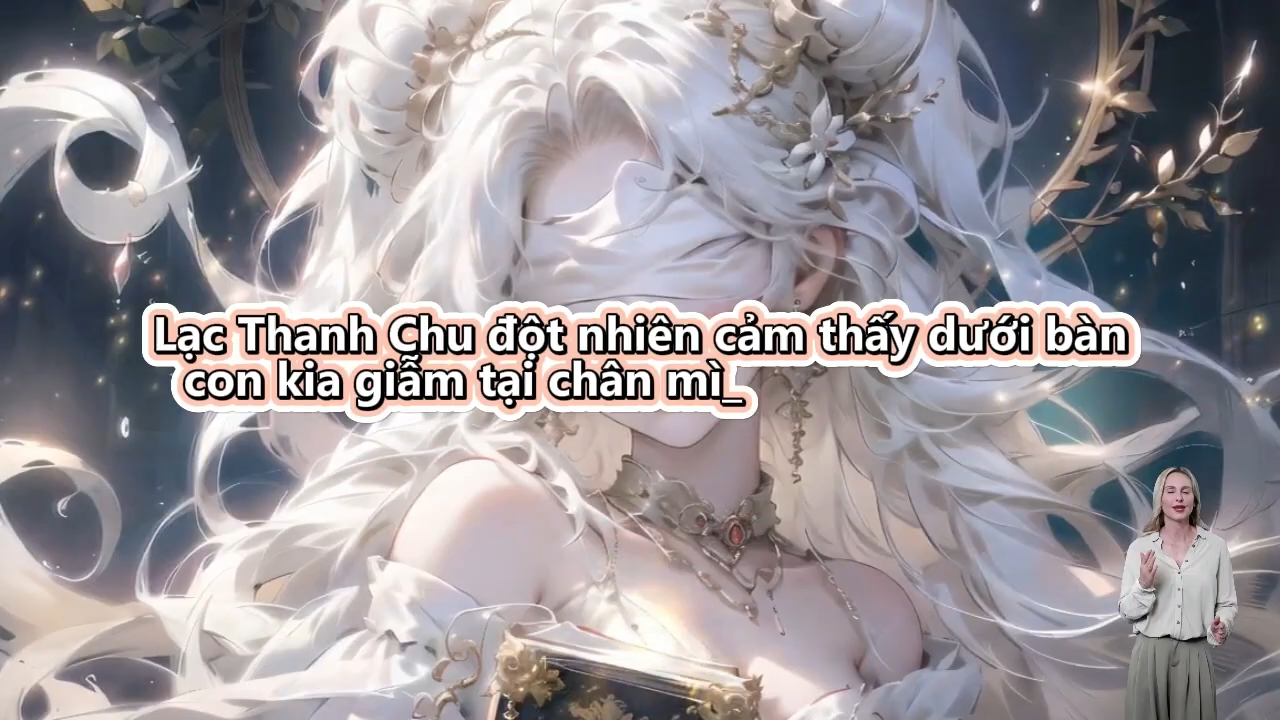 Lạc Thanh Chu đột nhiên cảm thấy dưới bàn
con kia giẫm tại chân mì_